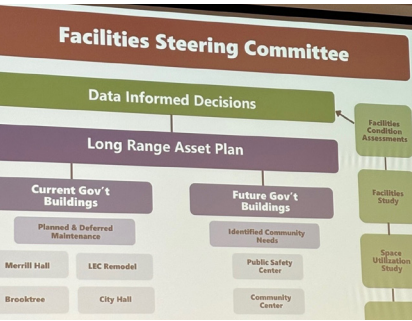 Facilities Steering Committee
Data Informed Decisions
Facilities
Condition
Assessments
Long Range Asset Plan
Current Gov't
Buildings
Future Gov't
Buildings
Facilities
Study
Planned & Deferred
Maintenance
Identified Community
Needs
Space
Utilization
Study
Merrill Hall
LEC Remodel
Public Safety
Center
Brooktree
City Hall
Community
Center